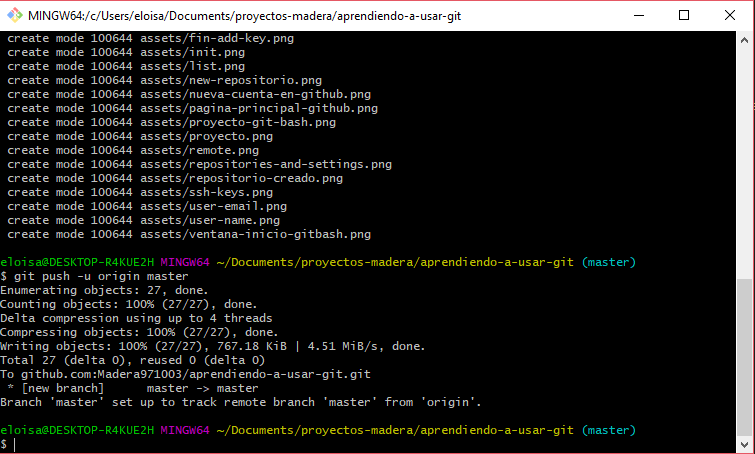 MINGW64:/c/Users/eloisa/Documents/proyectos-madera/aprendiendo-a-usar-git
create mode 100644 assets/fin-add-key.png
create mode 100644 assets/init.png
create mode 100644 assets/list.png
create mode 100644 assets/new-repositorio.png
create mode 100644 assets/nueva-cuenta-en-github.png
create mode 100644 assets/pagina-principal-github.png
create mode 100644 assets/proyecto-git-bash.png
create mode 100644 assets/proyecto.png
create mode 100644 assets/remote.png
create mode 100644 assets/repositories-and-settings.png
create mode 100644 assets/repositorio-creado.png
create mode 100644 assets/ssh-keys.png
create mode 100644 assets/user-email.png
create mode 100644 assets/user-name.png
create mode 100644 assets/ventana-inicio-gitbash.png
eloisa@DESKTOP-R4KUE2H MINGW64 ~/Documents/proyectos-madera/aprendiendo-a-usar-git (master)
$ git push -u origin master
Enumerating objects: 27, done.
Counting objects: 100% (27/27), done.
Delta compression using up to 4 threads
Compressing objects: 100% (27/27), done.
Writing objects: 100% (27/27), 767.18 KiB | 4.51 MiB/s, done.
Total 27 (delta 0), reused 0 (delta 0)
To github.com:Madera971003/aprendiendo-a-usar-git.git
* [new branch]      master -> master
Branch 'master' set up to track remote branch 'master' from 'origin'.
eloisa@DESKTOP-R4KUE2H MINGW64 ~/Documents/proyectos-madera/aprendiendo-a-usar-git (master)
$